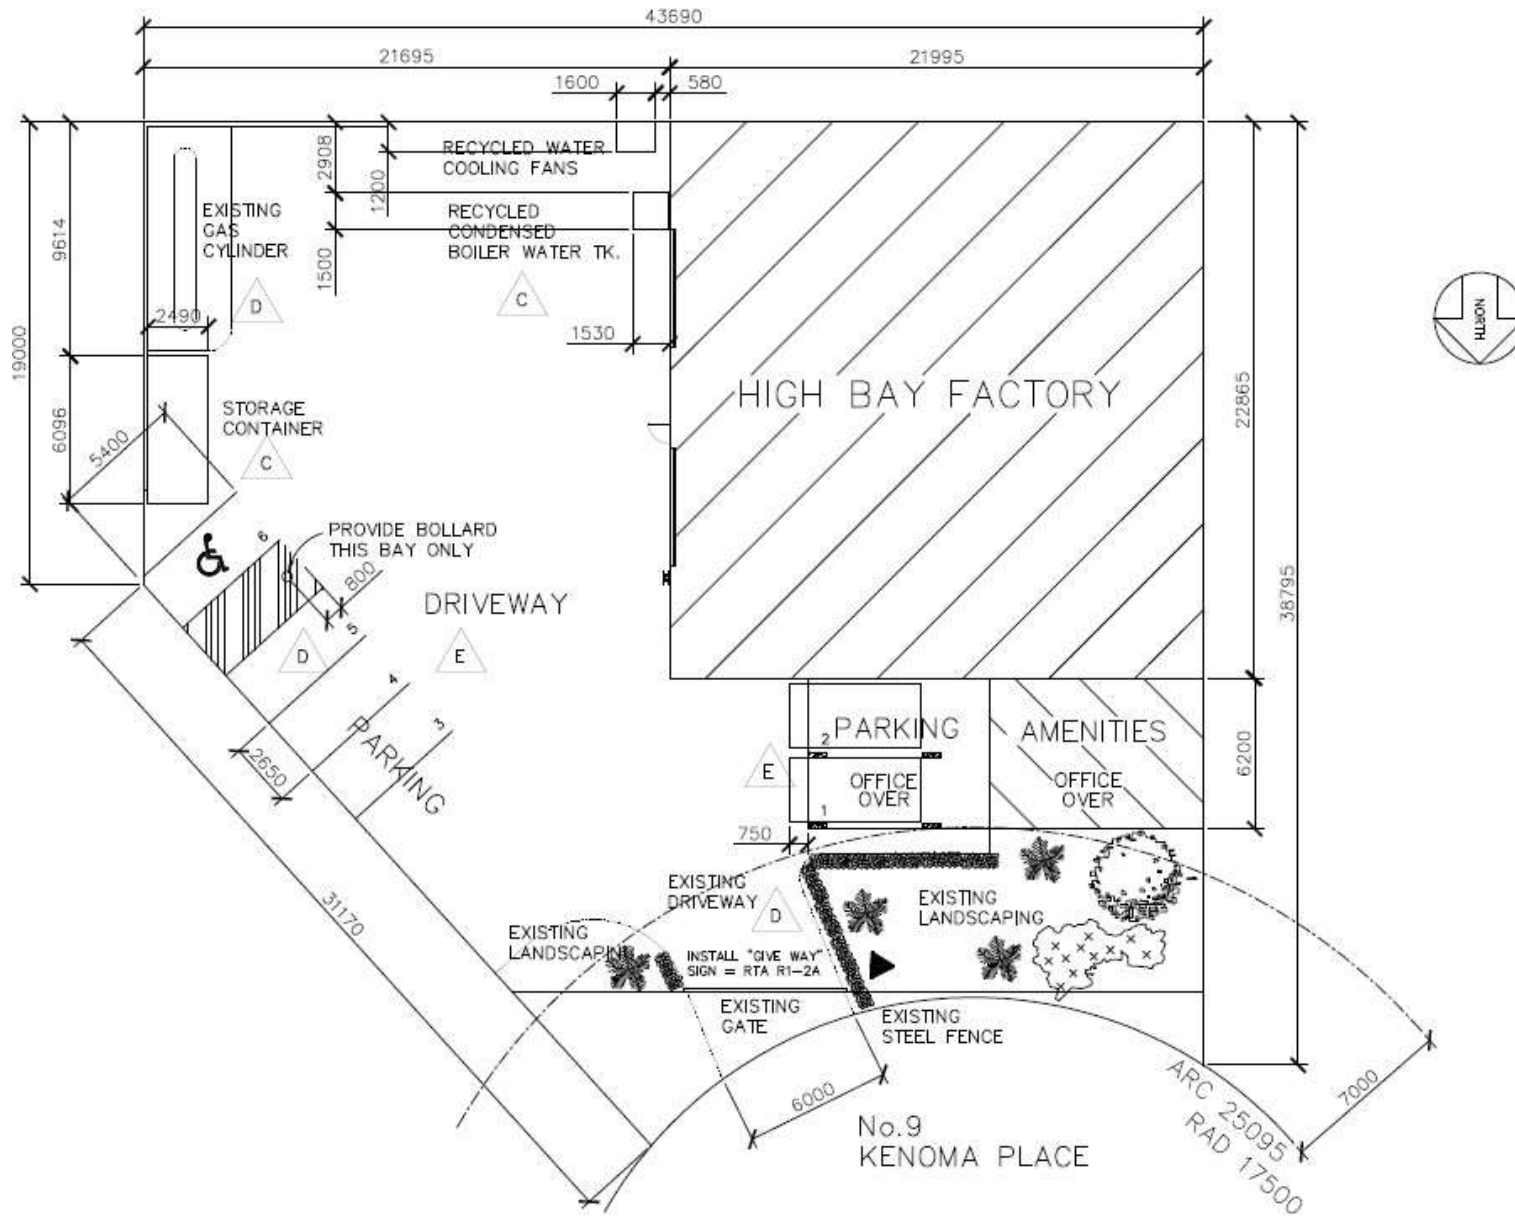 43690
21695
21995
1600
580
2908
1200
RECYCLED WATER
COOLING FANS
RECYCLED
CONDENSED
BOILER WATER TK.
EXISTING
GAS
CYLINDER
9614
1500
19000
D
C
2490
1530
NORTH
HIGH BAY FACTORY
22865
STORAGE
CONTAINER
C
6096
5400
6
PROVIDE BOLLARD
THIS BAY ONLY
800
DRIVEWAY
38795
5
D
E
4
3
PARKING
2650
2
PARKING
AMENITIES
E
6200
OFFICE
OVER
OFFICE
OVER
1
750
31170
EXISTING
DRIVEWAY
D
EXISTING
LANDSCAPING
EXISTING
LANDSCAPING
INSTALL "GIVE WAY"
SIGN = RTA R1-2A
EXISTING
GATE
EXISTING
STEEL FENCE
6000
ARC 25095
RAD 17500
7000
No.9
KENOMA PLACE